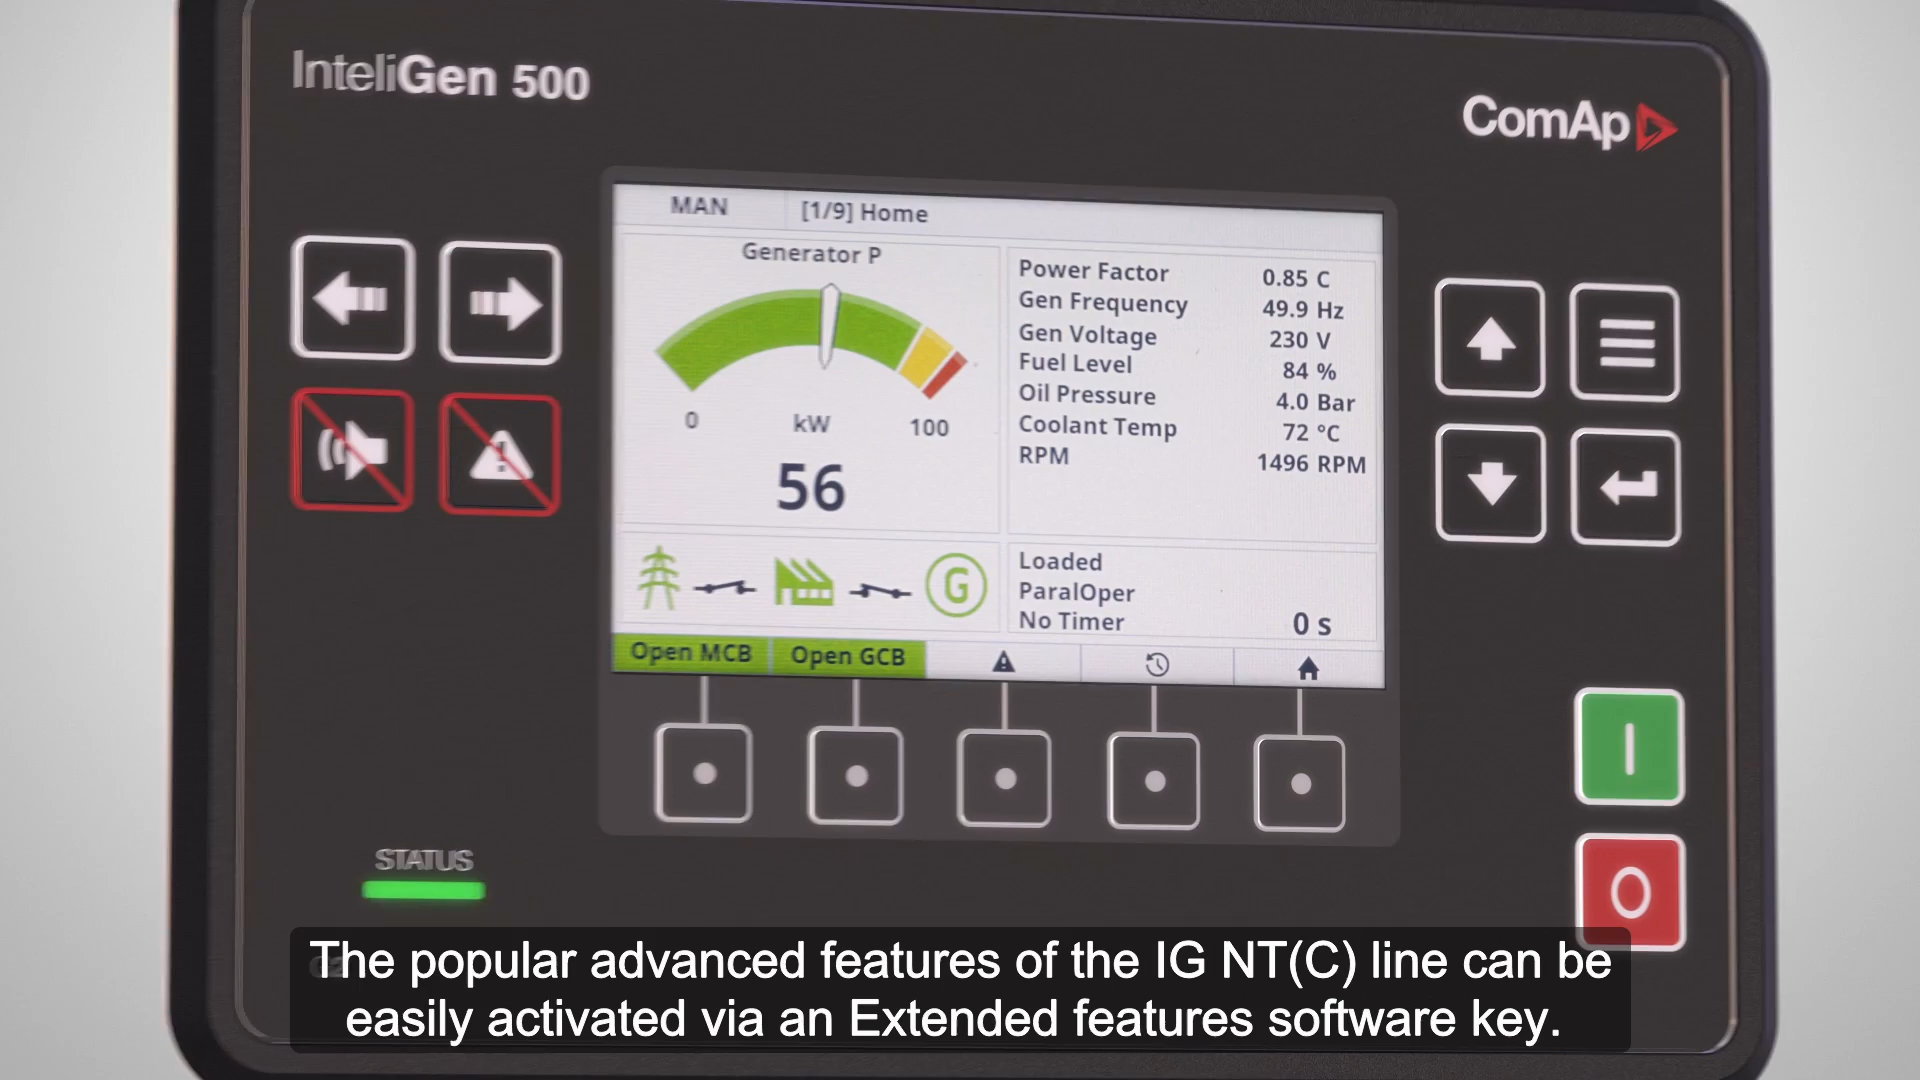 InteliGen 500
ComAp
MAN
[1/9] Home
Generator P
0
kW
100
56
Power Factor 0.85 C
Gen Frequency 49.9 Hz
Gen Voltage 230 V
Fuel Level 84 %
Oil Pressure 4.0 Bar
Coolant Temp 72 °C
RPM 1496 RPM
G
Loaded
ParalOper
No Timer 0 s
Open MCB
Open GCB
STATUS
The popular advanced features of the IG NT(C) line can be
easily activated via an Extended features software key.